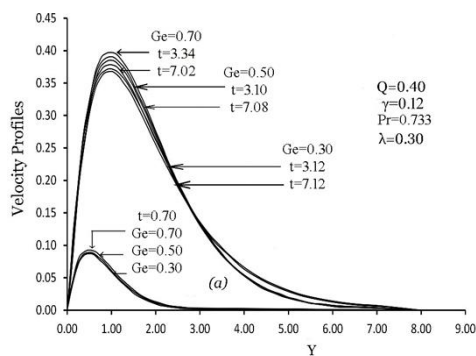 0.45
0.40
0.35
0.30
0.25
0.20
0.15
0.10
0.05
0.00
Velocity Profiles
Ge=0.70
t=3.34
t=7.02
Ge=0.50
t=3.10
t=7.08
Ge=0.30
t=3.12
t=7.12
Q=0.40
γ=0.12
Pr=0.733
λ=0.30
t=0.70
Ge=0.70
Ge=0.50
Ge=0.30
(a)
0.00 1.00 2.00 3.00 4.00 5.00 6.00 7.00 8.00 9.00
Y